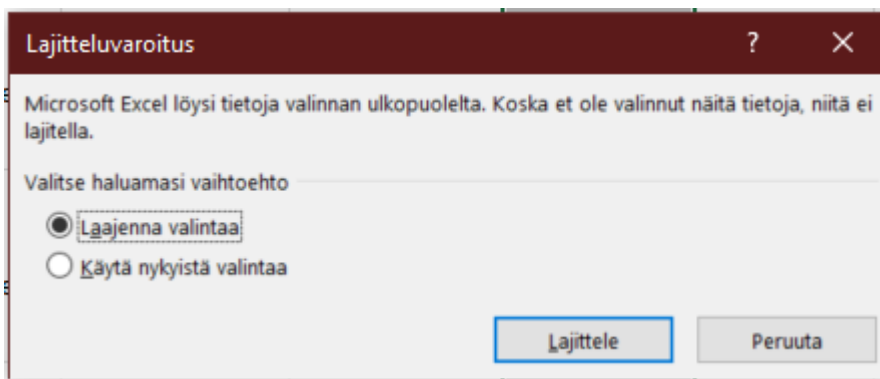 Lajitteluvaroitus
Microsoft Excel löysi tietoja valinnan ulkopuolelta. Koska et ole valinnut näitä tietoja, niitä ei
lajitella.
Valitse haluamasi vaihtoehto
Laajenna valintaa
Käytä nykyistä valintaa
Lajittele Peruuta